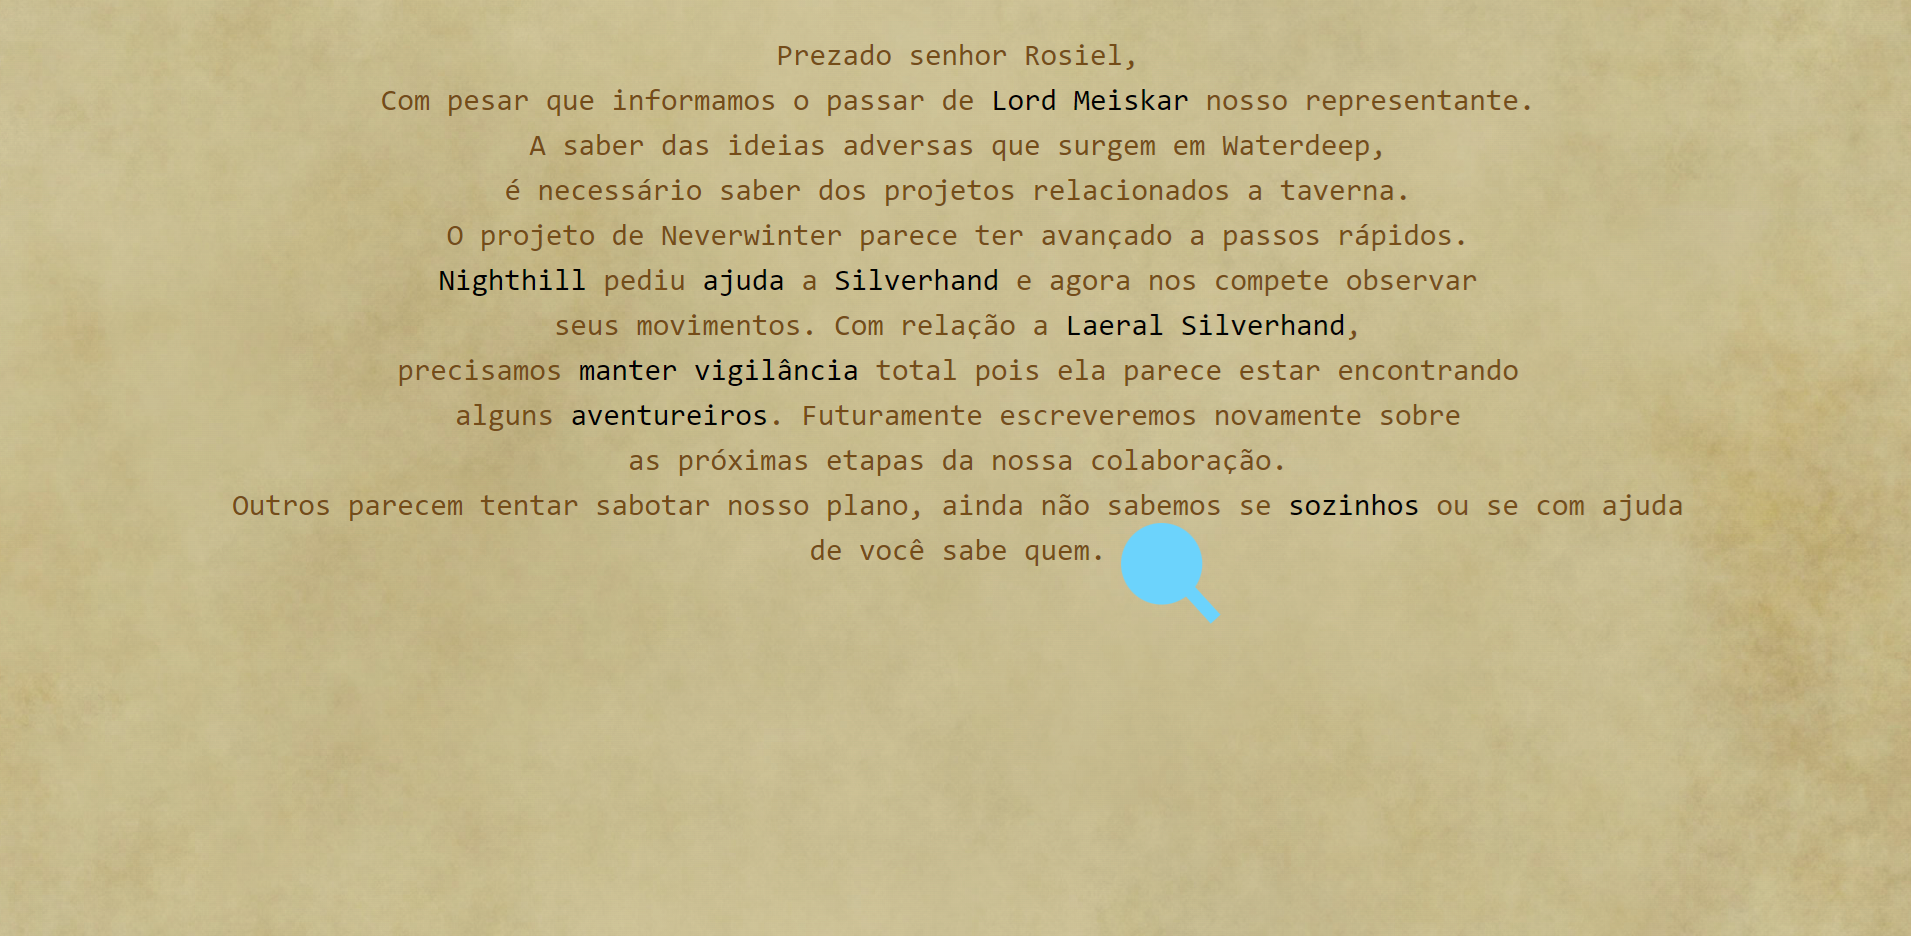 Prezado senhor Rosiel,
Com pesar que informamos o passar de Lord Meiskar nosso representante.
A saber das ideias adversas que surgem em Waterdeep,
é necessário saber dos projetos relacionados a taverna.
O projeto de Neverwinter parece ter avançado a passos rápidos.
Nighthill pediu ajuda a Silverhand e agora nos compete observar
seus movimentos. Com relação a Laeral Silverhand,
precisamos manter vigilância total pois ela parece estar encontrando
alguns aventureiros. Futuramente escreveremos novamente sobre
as próximas etapas da nossa colaboração.
Outros parecem tentar sabotar nosso plano, ainda não sabemos se sozinhos ou se com ajuda
de você sabe quem.